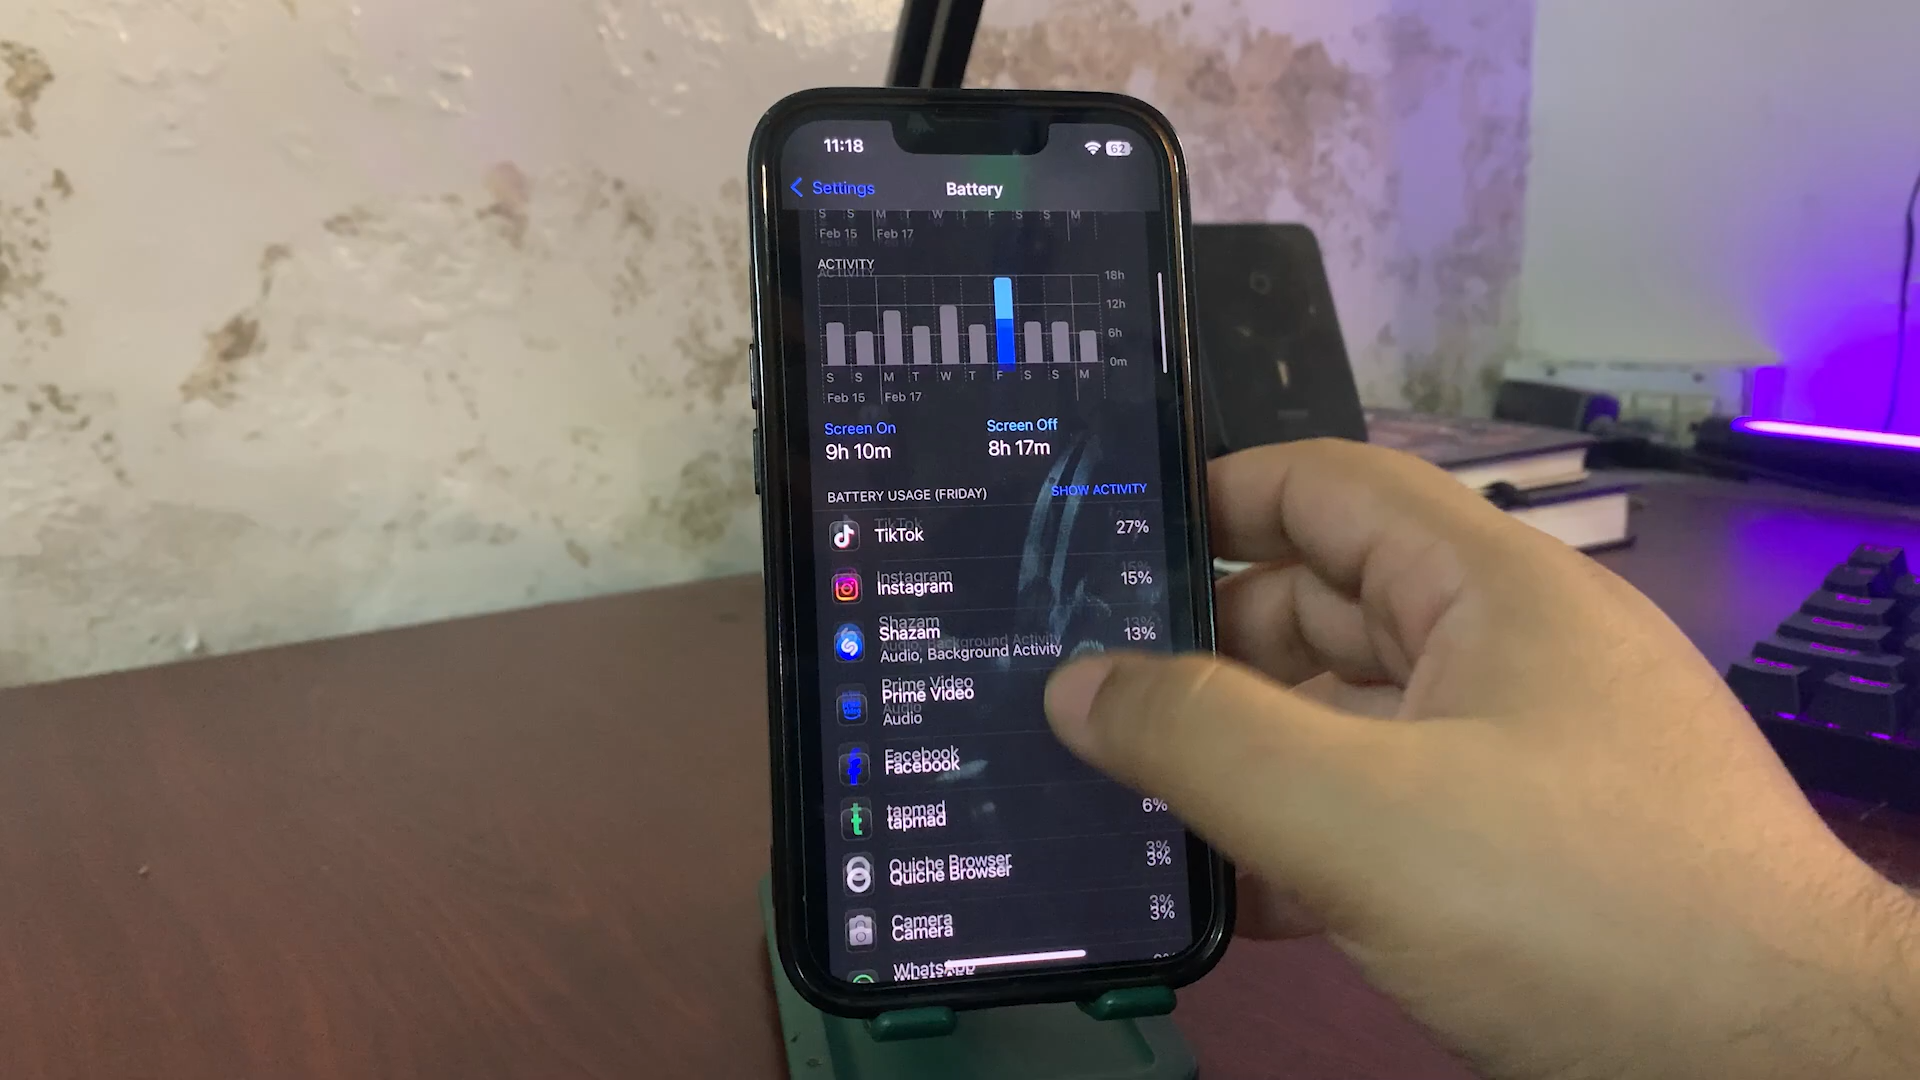 11:18
62
Settings
Battery
S S M T W T F S S M
Feb 15 Feb 17
ACTIVITY
18h
12h
6h
0m
S S M T W T F S S M
Feb 15 Feb 17
Screen On Screen Off
9h 10m 8h 17m
BATTERY USAGE (FRIDAY) SHOW ACTIVITY
TikTok 27%
Instagram 15%
Shazam 13%
Audio, Background Activity
Prime Video
Audio
Facebook
tapmad 6%
Quiche Browser 3%
Camera 3%
WhatsApp